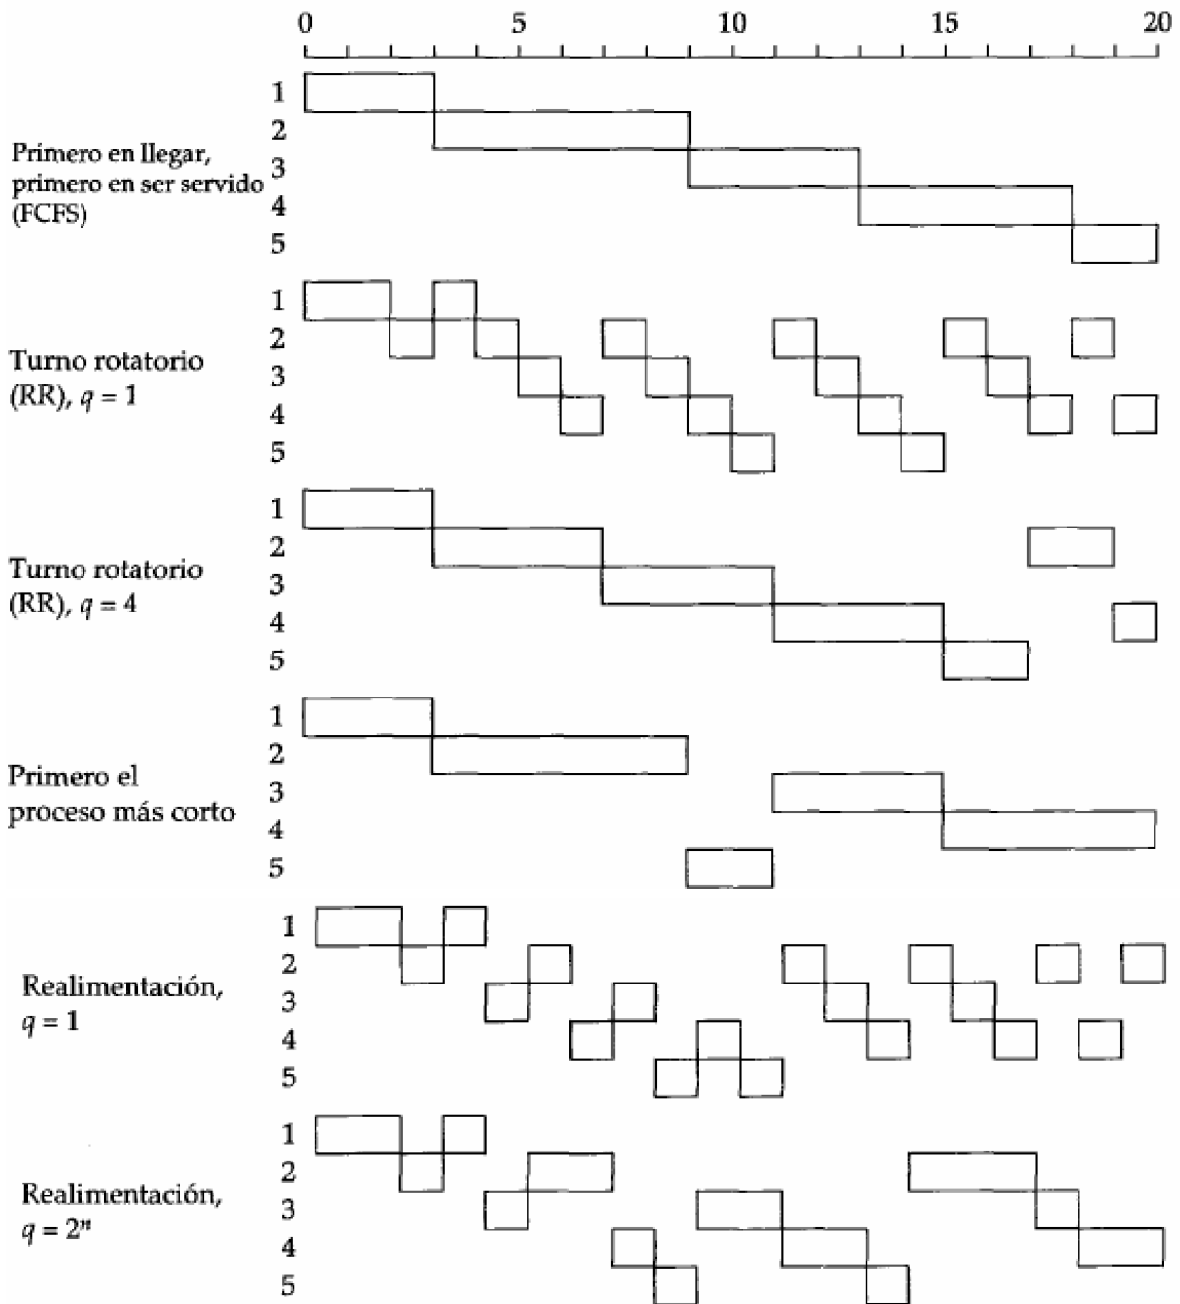 0 5 10 15 20
1
2
3
4
5
Primero en llegar,
primero en ser servido
(FCFS)
1
2
3
4
5
Turno rotatorio
(RR), q = 1
1
2
3
4
5
Turno rotatorio
(RR), q = 4
1
2
3
4
5
Primero el
proceso más corto
1
2
3
4
5
Realimentación,
q = 1
1
2
3
4
5
Realimentación,
q = 2ⁿ